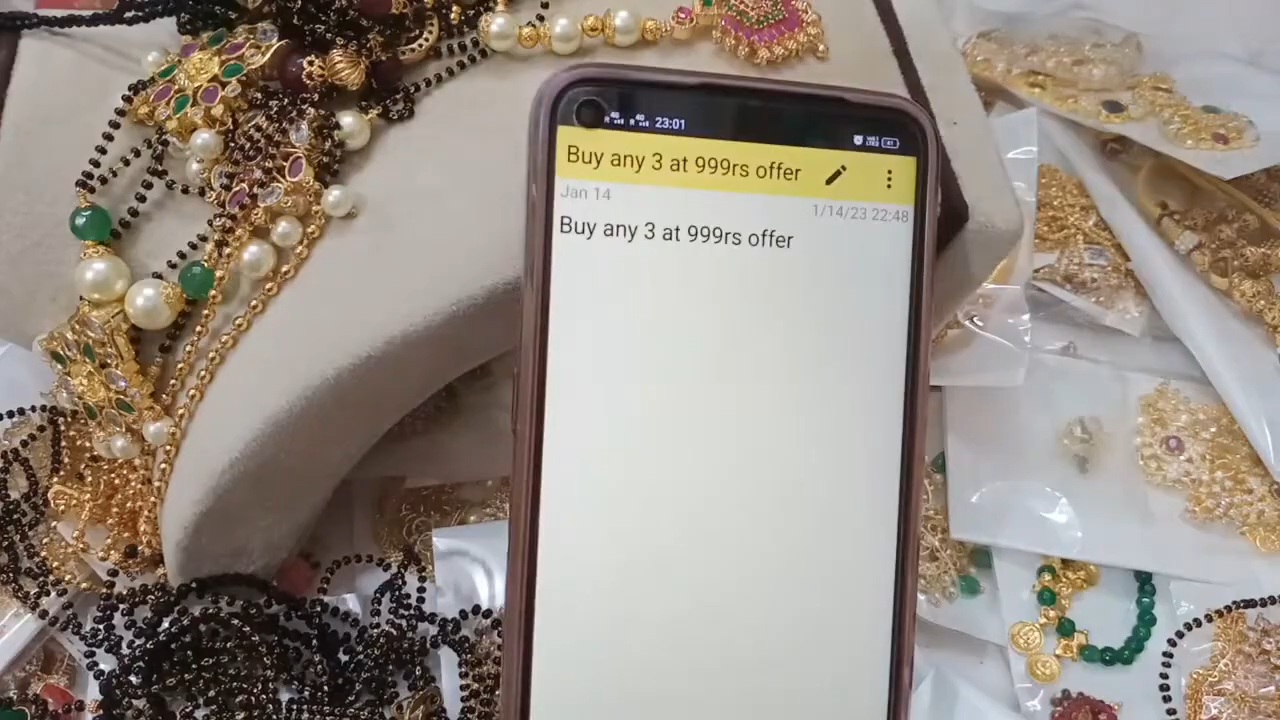 23:01
Buy any 3 at 999rs offer
Jan 14
1/14/23 22:48
Buy any 3 at 999rs offer